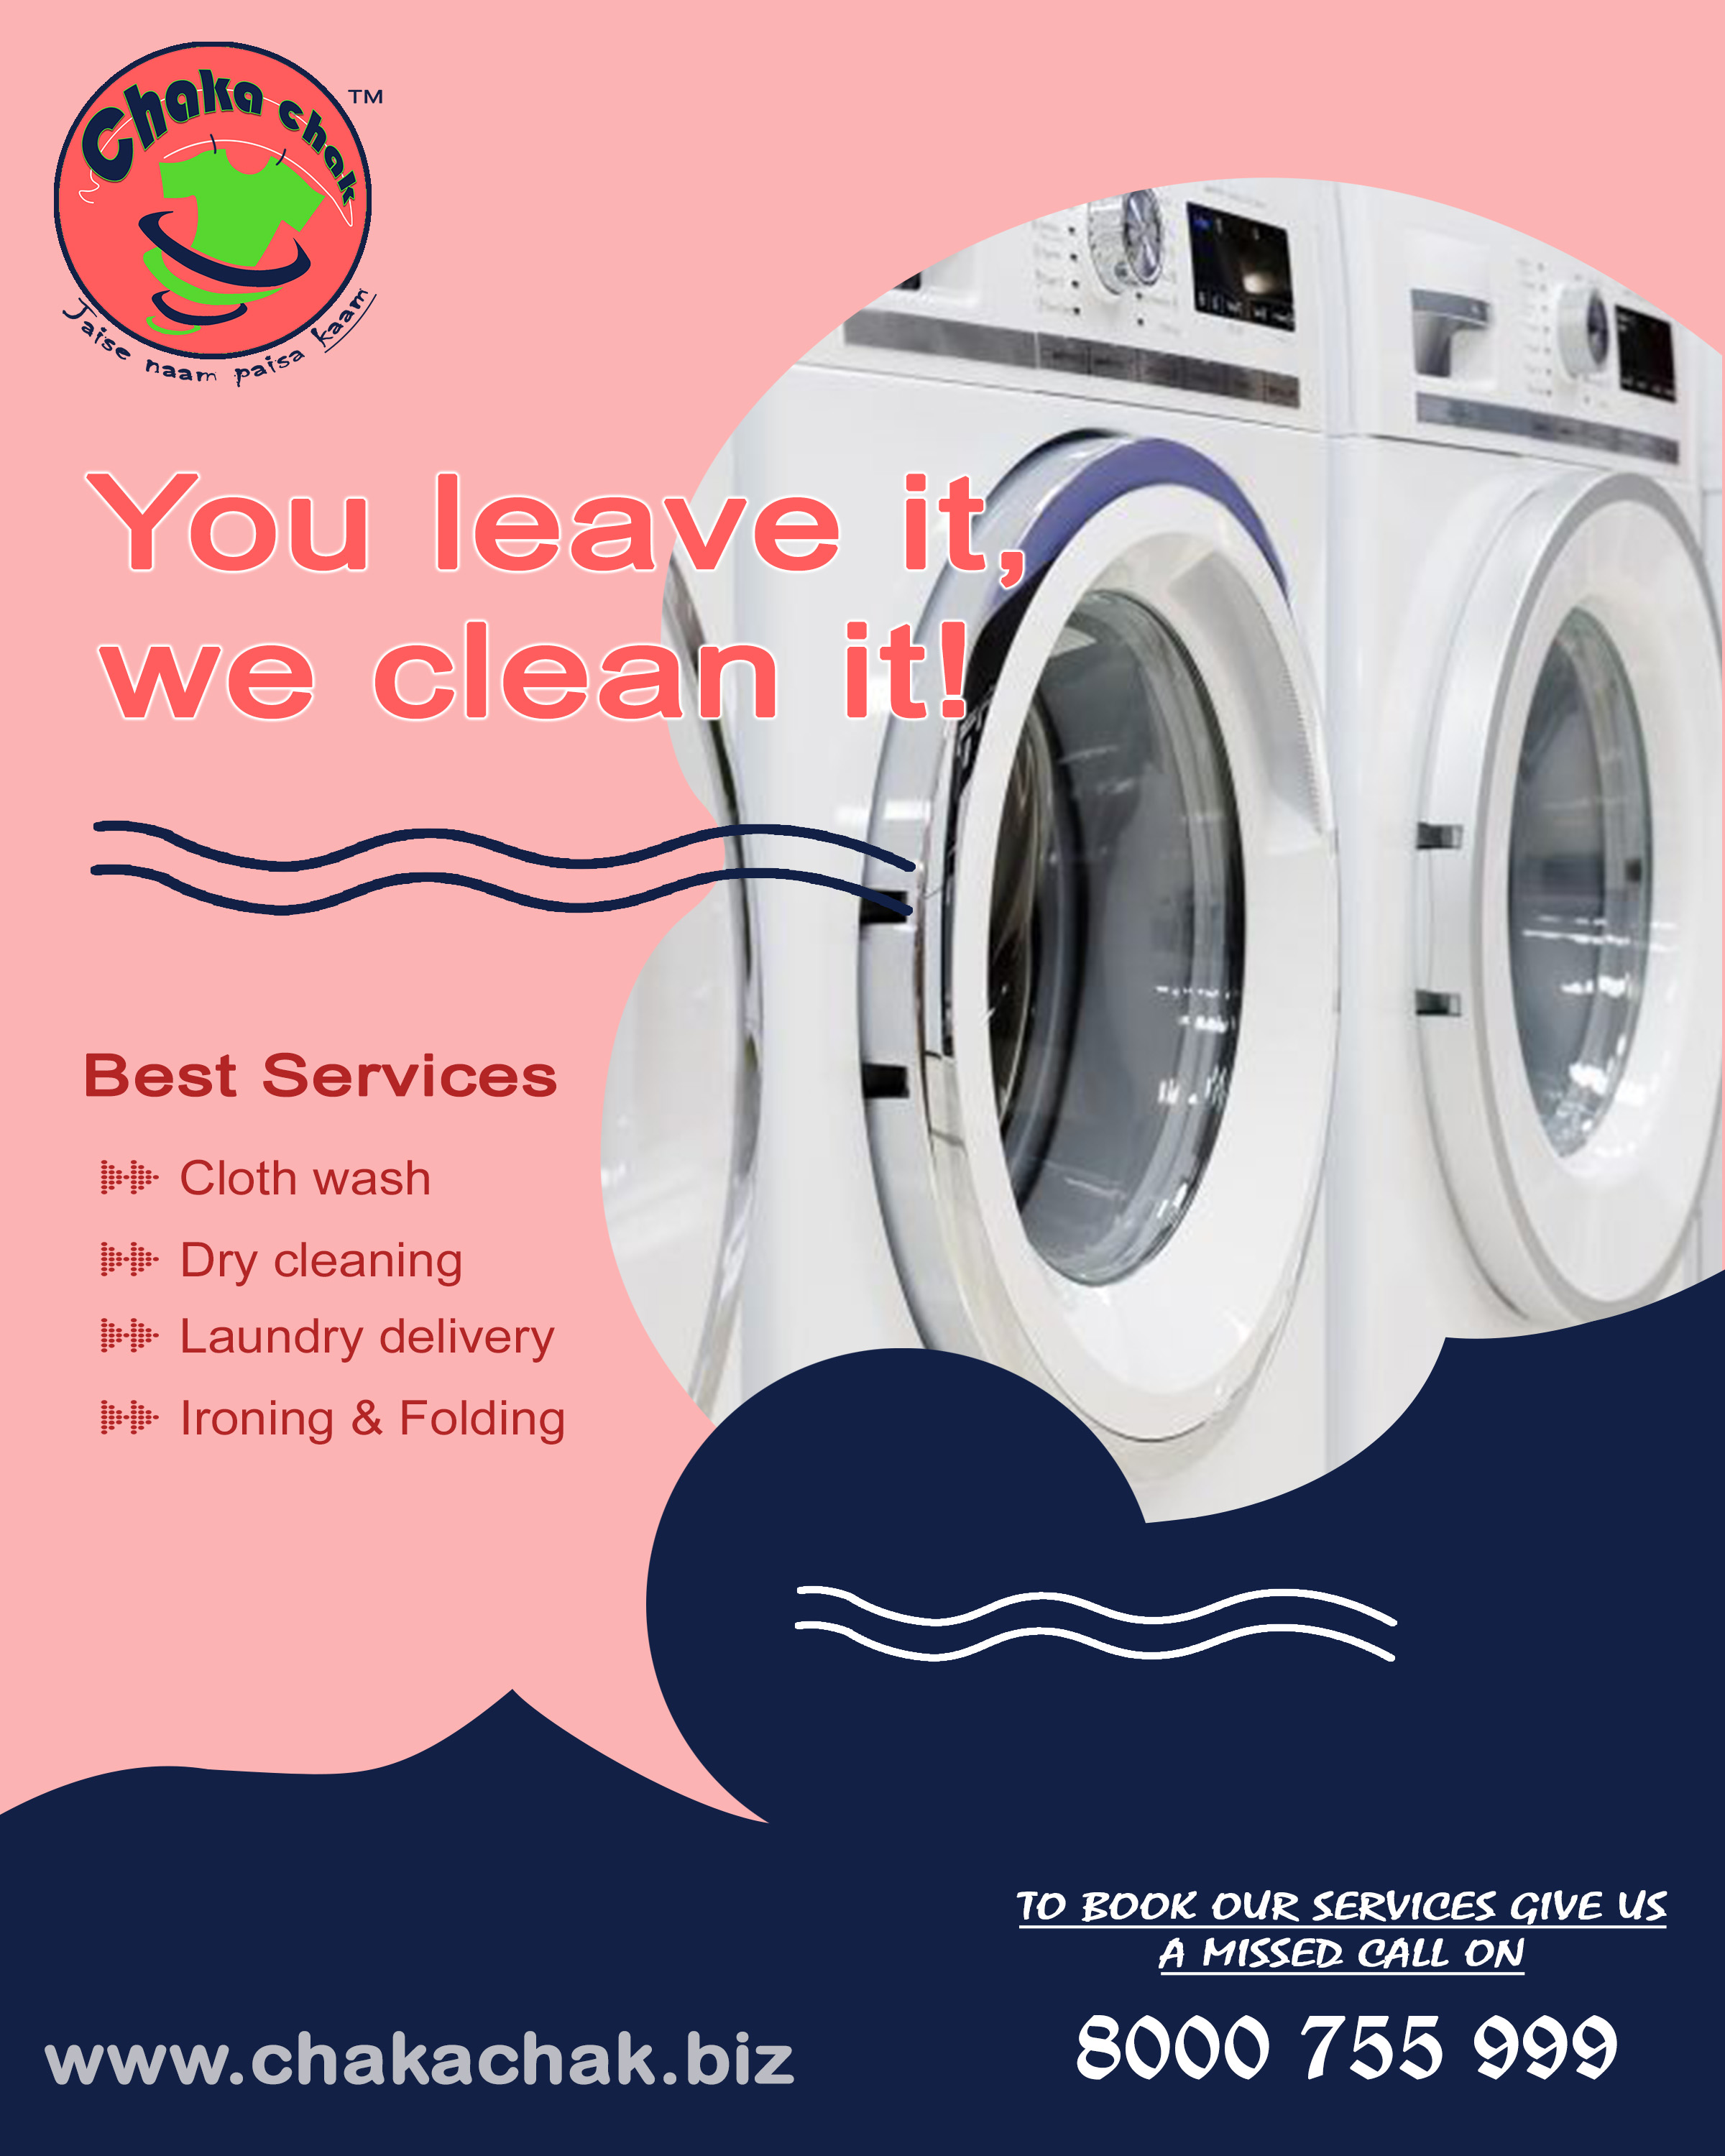 Chaka chak
TM
Jaise naam paisa kaam
You leave it,
we clean it!
Best Services
Cloth wash
Dry cleaning
Laundry delivery
Ironing & Folding
TO BOOK OUR SERVICES GIVE US
A MISSED CALL ON
8000 755 999
www.chakachak.biz